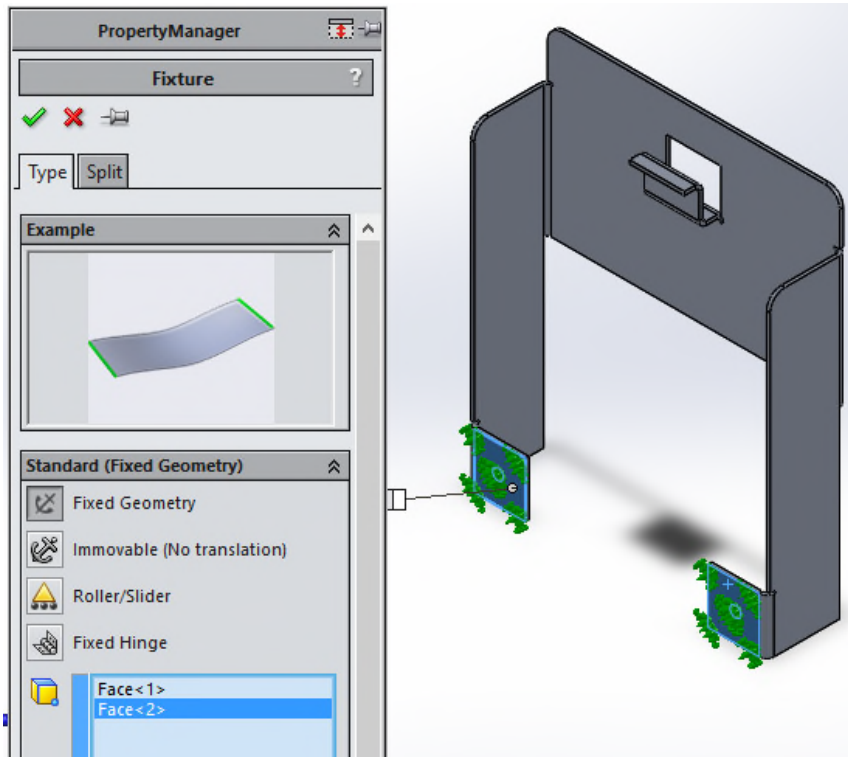 PropertyManager
Fixture
?
Type Split
Example
Standard (Fixed Geometry)
Fixed Geometry
Immovable (No translation)
Roller/Slider
Fixed Hinge
Face<1>
Face<2>